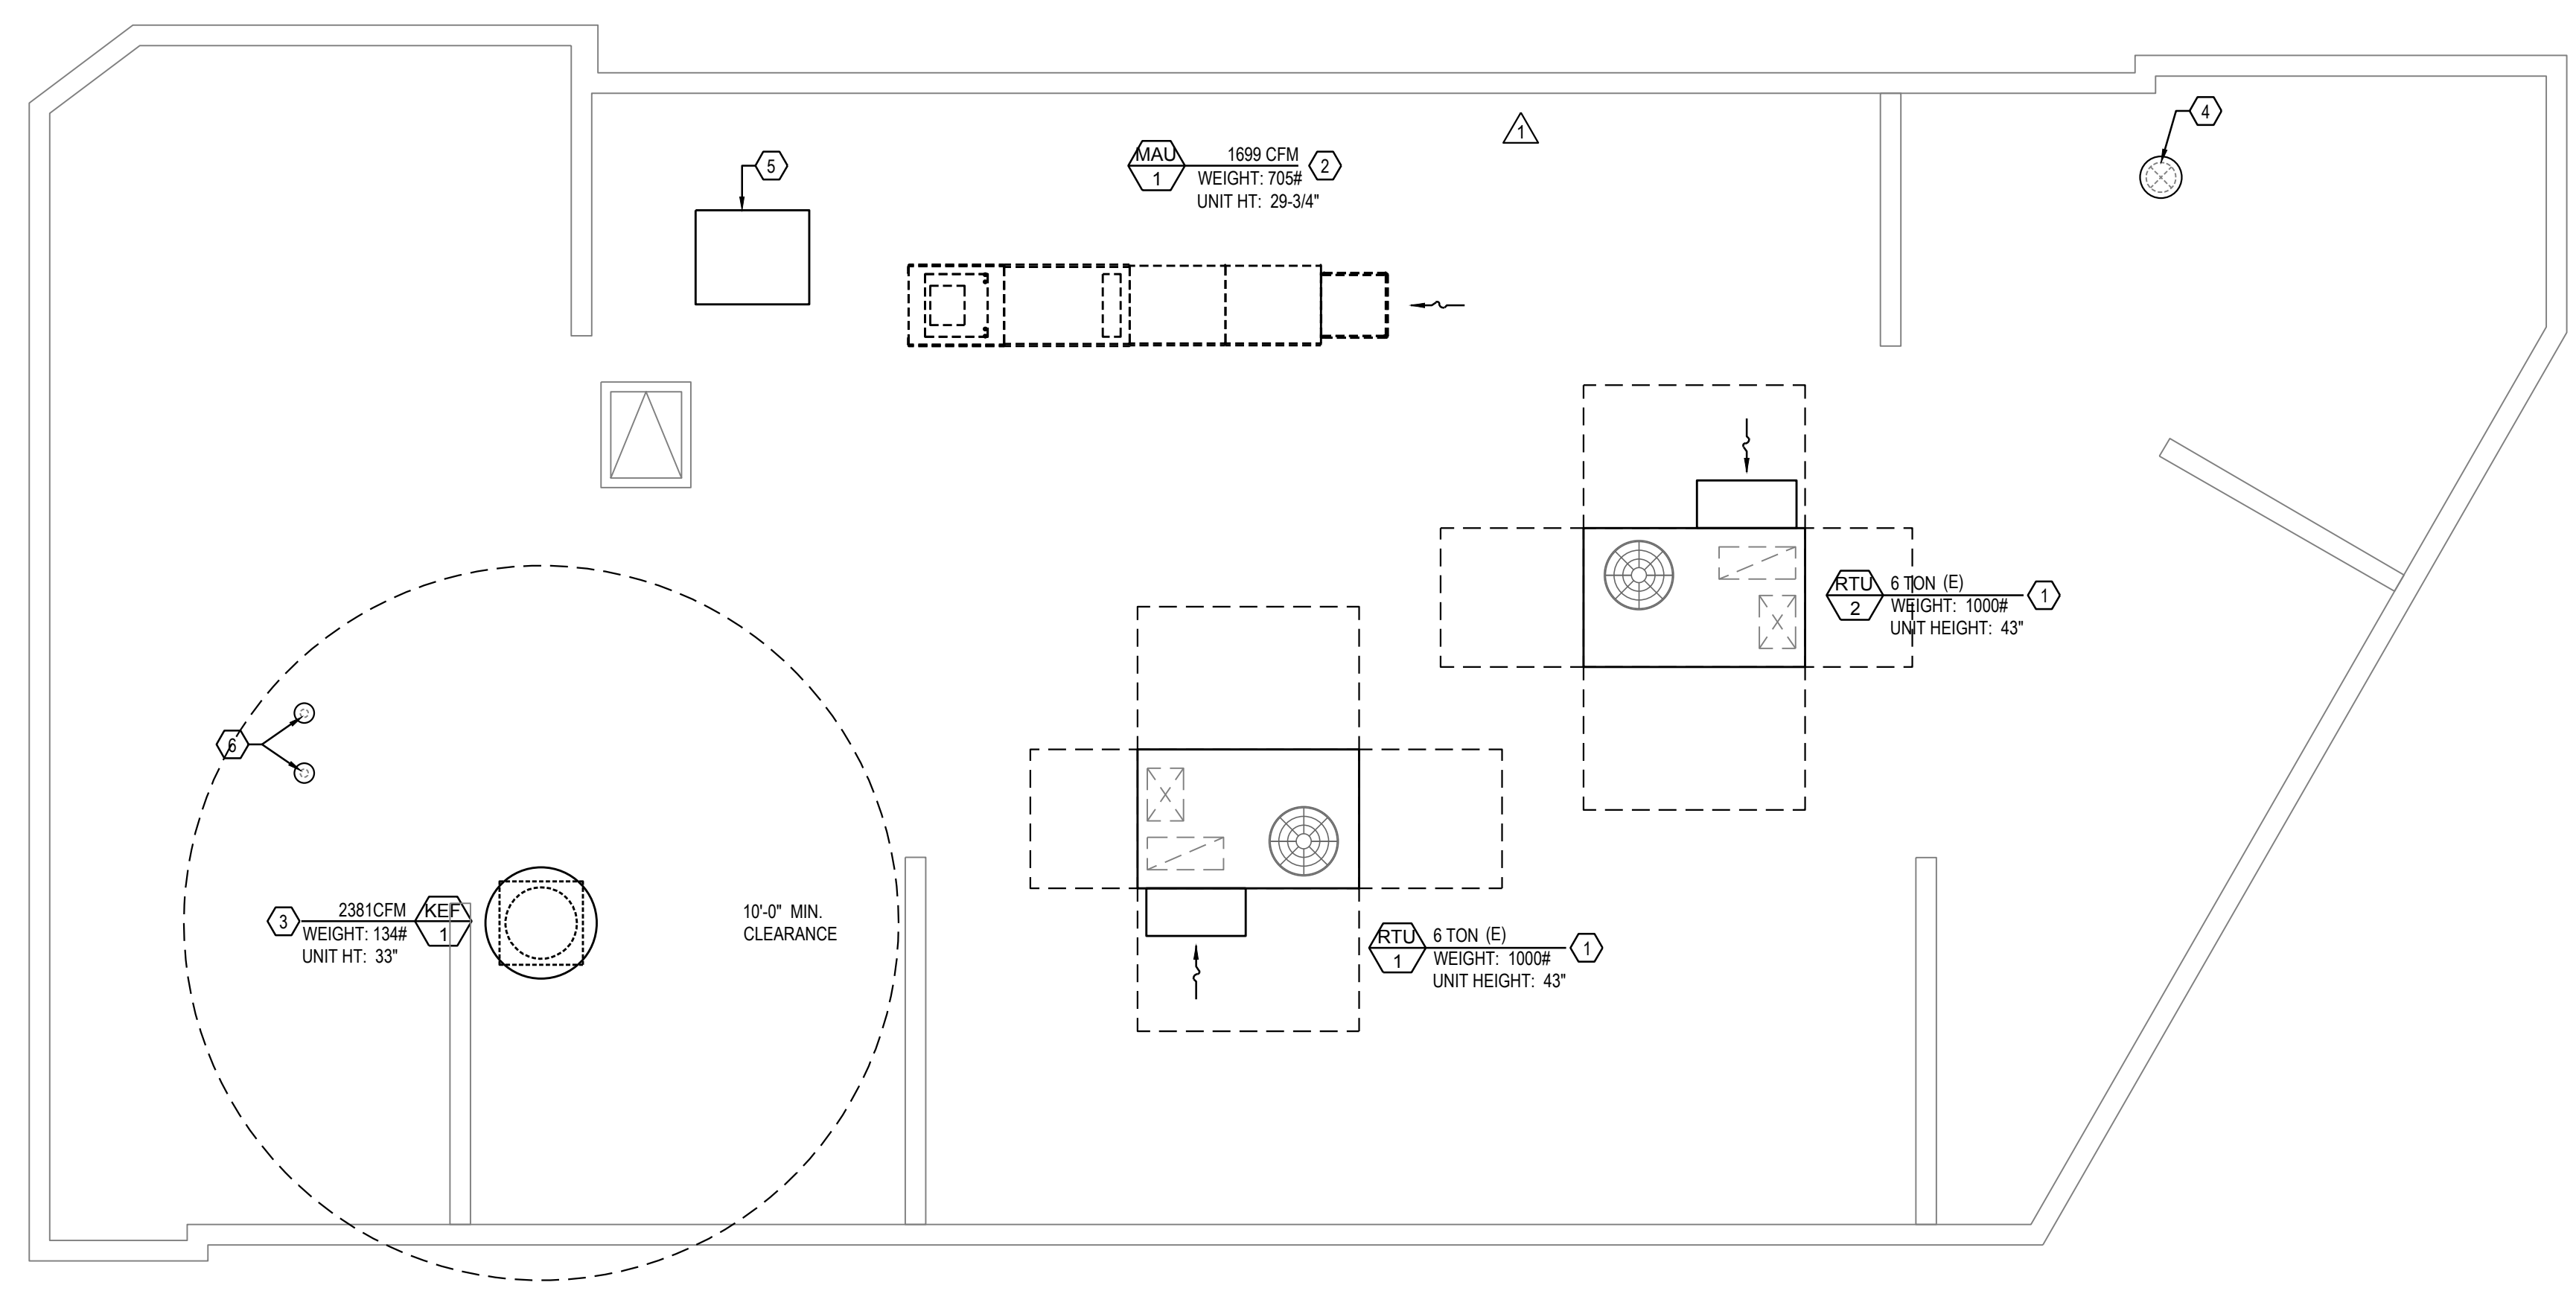 1
4
5
MAU
1
1699 CFM
WEIGHT: 705#
UNIT HT: 29-3/4"
2
RTU
2
6 TON (E)
WEIGHT: 1000#
UNIT HEIGHT: 43"
1
6
3
2381CFM
WEIGHT: 134#
UNIT HT: 33"
KEF
1
10'-0" MIN.
CLEARANCE
RTU
1
6 TON (E)
WEIGHT: 1000#
UNIT HEIGHT: 43"
1